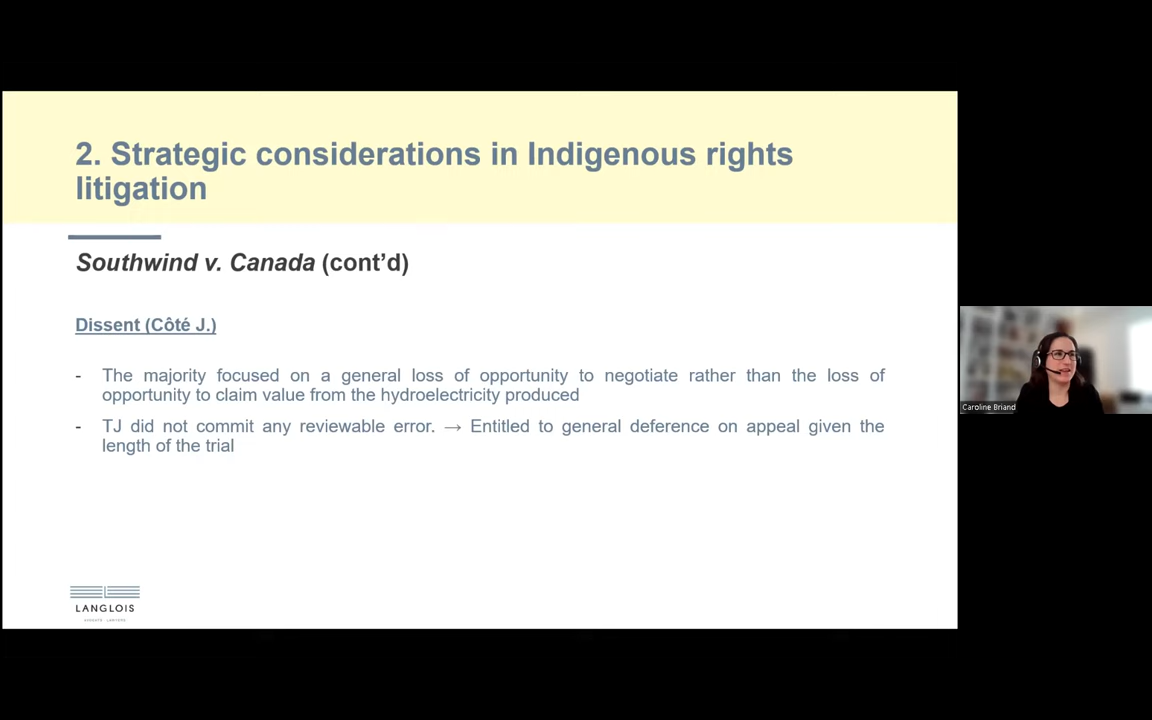 2. Strategic considerations in Indigenous rights
litigation
Southwind v. Canada (cont’d)
Dissent (Côté J.)
- The majority focused on a general loss of opportunity to negotiate rather than the loss of
opportunity to claim value from the hydroelectricity produced
- TJ did not commit any reviewable error. → Entitled to general deference on appeal given the
length of the trial
Caroline Briand
LANGLOIS